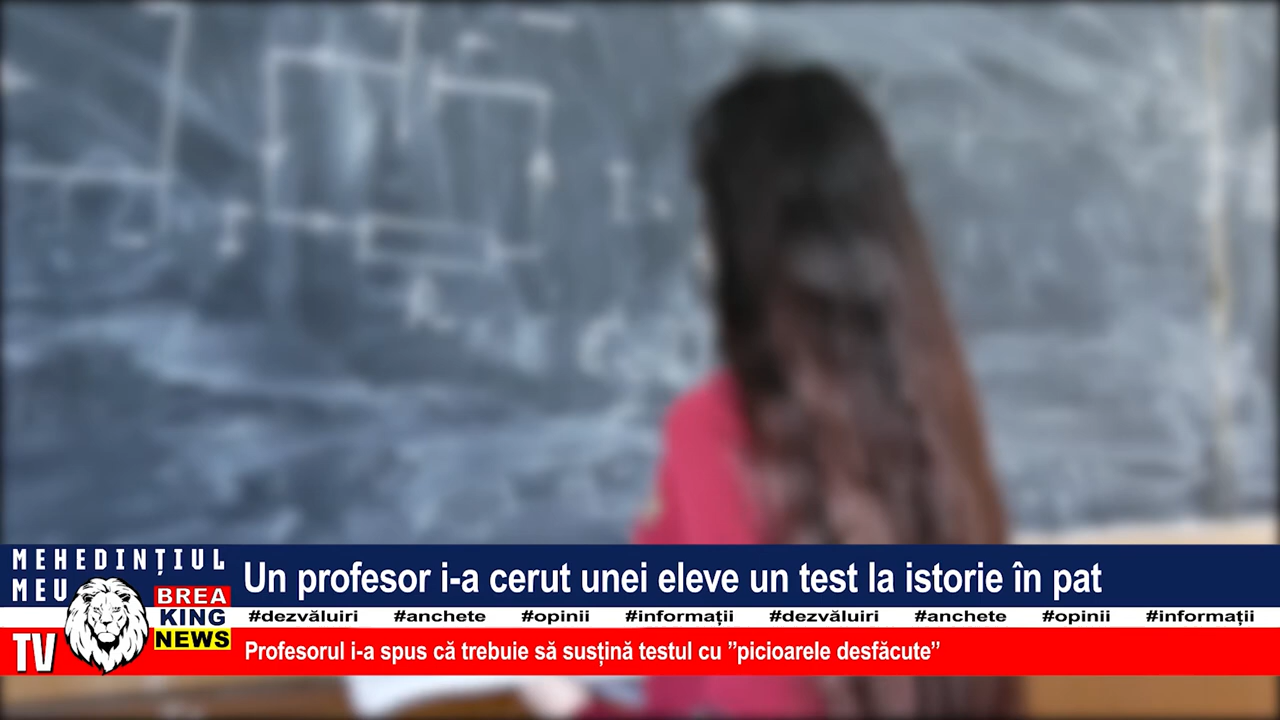 MEHEDINȚIUL
MEU
TV
BREA
KING
NEWS
Un profesor i-a cerut unei eleve un test la istorie în pat
#dezvăluiri #anchete #opinii #informații #dezvăluiri #anchete #opinii #informații
Profesorul i-a spus că trebuie să susțină testul cu ”picioarele desfăcute”